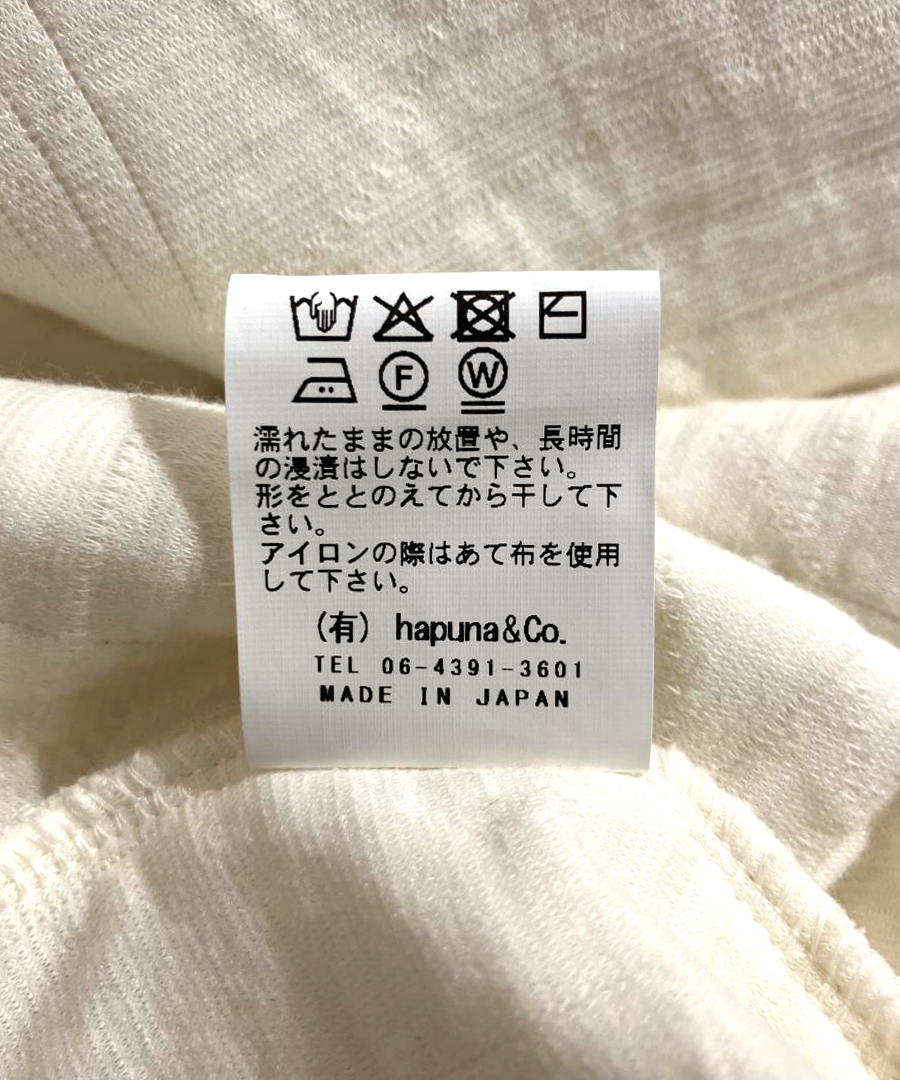 F W
濡れたままの放置や、長時間
の浸漬はしないで下さい。
形をととのえてから干して下
さい。
アイロンの際はあて布を使用
して下さい。
（有） hapuna&Co.
TEL 06-4391-3601
MADE IN JAPAN